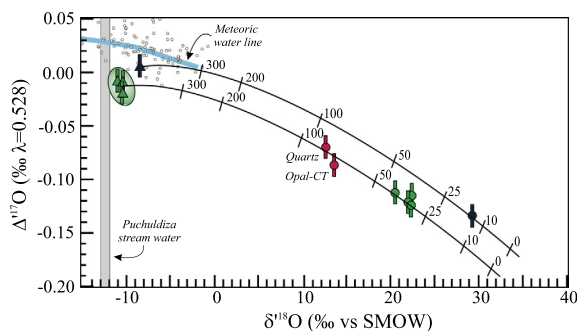 0.05
0.00
-0.05
-0.10
-0.15
-0.20
Δ'¹⁷O (‰ λ=0.528)
Meteoric
water line
300
200
100
50
25
10
0
300
200
100
50
25
10
0
Quartz
Opal-CT
Puchuldiza
stream water
-10 0 10 20 30 40
δ'¹⁸O (‰ vs SMOW)